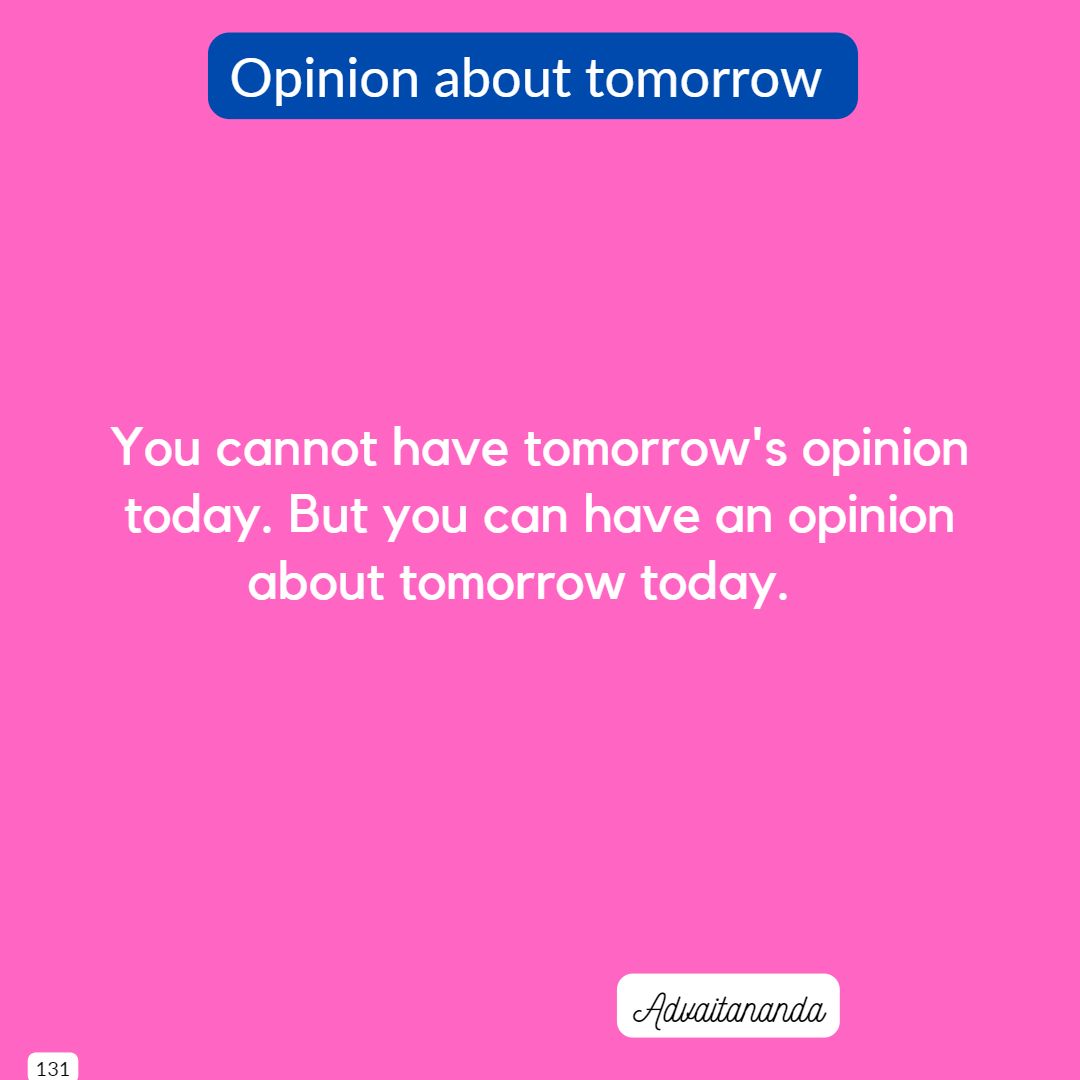 Opinion about tomorrow
You cannot have tomorrow's opinion
today. But you can have an opinion
about tomorrow today.
Advaitananda
131